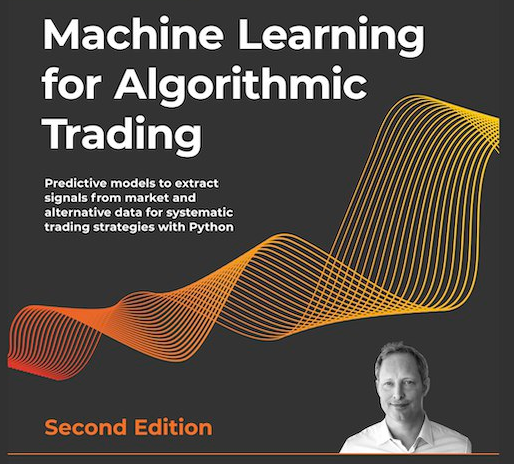 Machine Learning
for Algorithmic
Trading
Predictive models to extract
signals from market and
alternative data for systematic
trading strategies with Python
Second Edition